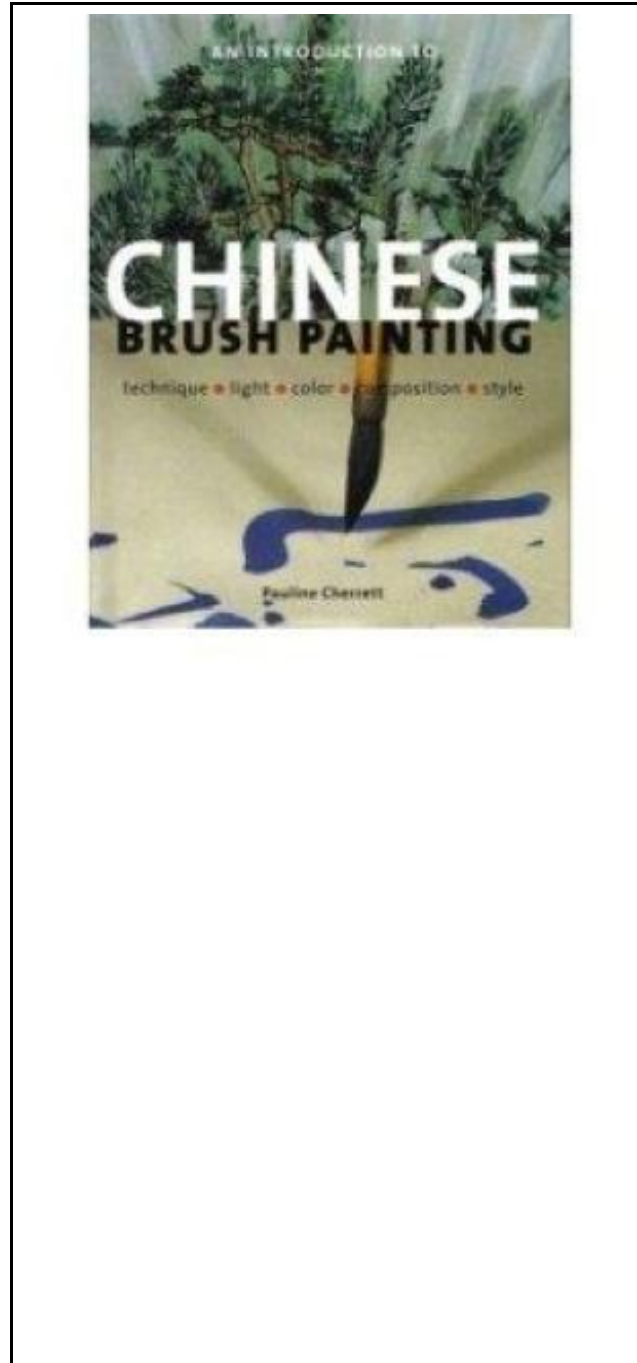 AN INTRODUCTION TO
CHINESE
BRUSH PAINTING
technique • light • color • composition • style
Pauline Cherrett